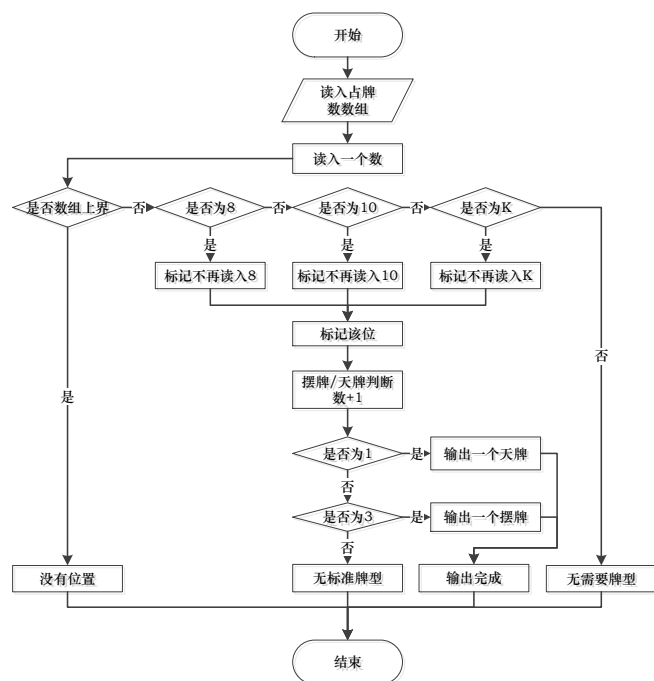 开始
读入占牌
数数组
读入一个数
是否数组上界
否
是否为8
否
是否为10
否
是否为K
是
是
是
标记不再读入8
标记不再读入10
标记不再读入K
标记该位
否
摆牌/天牌判断
数+1
是
是否为1
是
输出一个天牌
否
是否为3
是
输出一个摆牌
否
没有位置
无标准牌型
输出完成
无需要牌型
结束